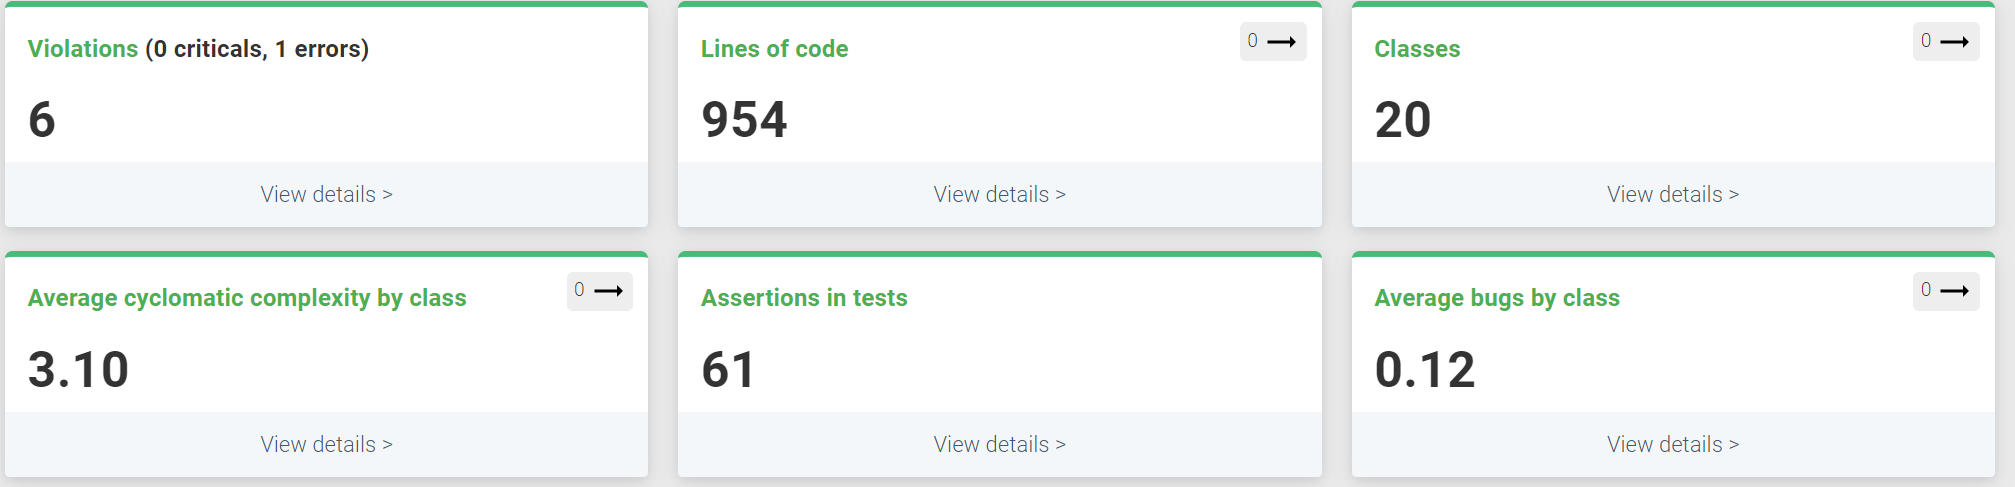 Violations (0 criticals, 1 errors)
6
View details >
Lines of code
0
954
View details >
Classes
0
20
View details >
Average cyclomatic complexity by class
0
3.10
View details >
Assertions in tests
61
View details >
Average bugs by class
0
0.12
View details >